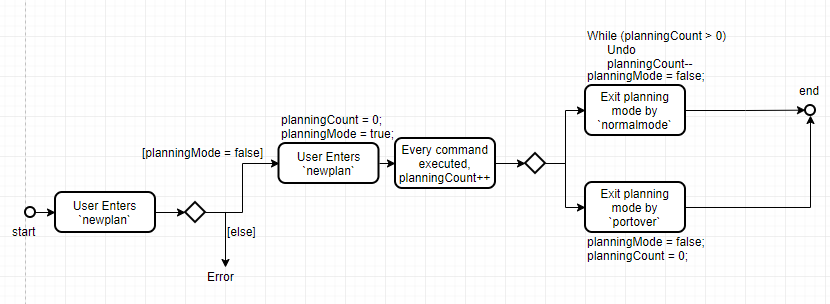 While (planningCount > 0)
Undo
planningCount--
planningMode = false;
end
Exit planning
mode by
`normalmode`
planningCount = 0;
planningMode = true;
[planningMode = false]
User Enters
`newplan`
Every command
executed,
planningCount++
User Enters
`newplan`
start
[else]
Error
Exit planning
mode by
`portover`
planningMode = false;
planningCount = 0;